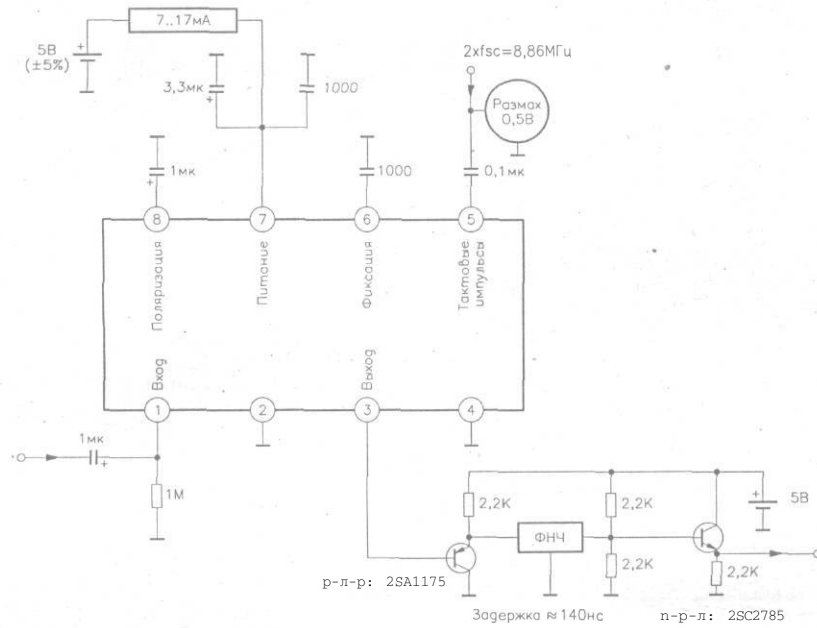 7..17мА
5В
(±5%)
3,3мк
1000
2xfsc=8,86МГц
Размах
0,5В
1мк
1000
0,1мк
8
7
6
5
Поляризация
Питание
Фиксация
Тактовые
импульсы
Вход
Выход
1
2
3
4
1мк
1М
2,2К
2,2К
5В
ФНЧ
2,2К
2,2К
р-л-р: 2SA1175
Задержка ≈ 140нс
п-р-л: 2SC2785